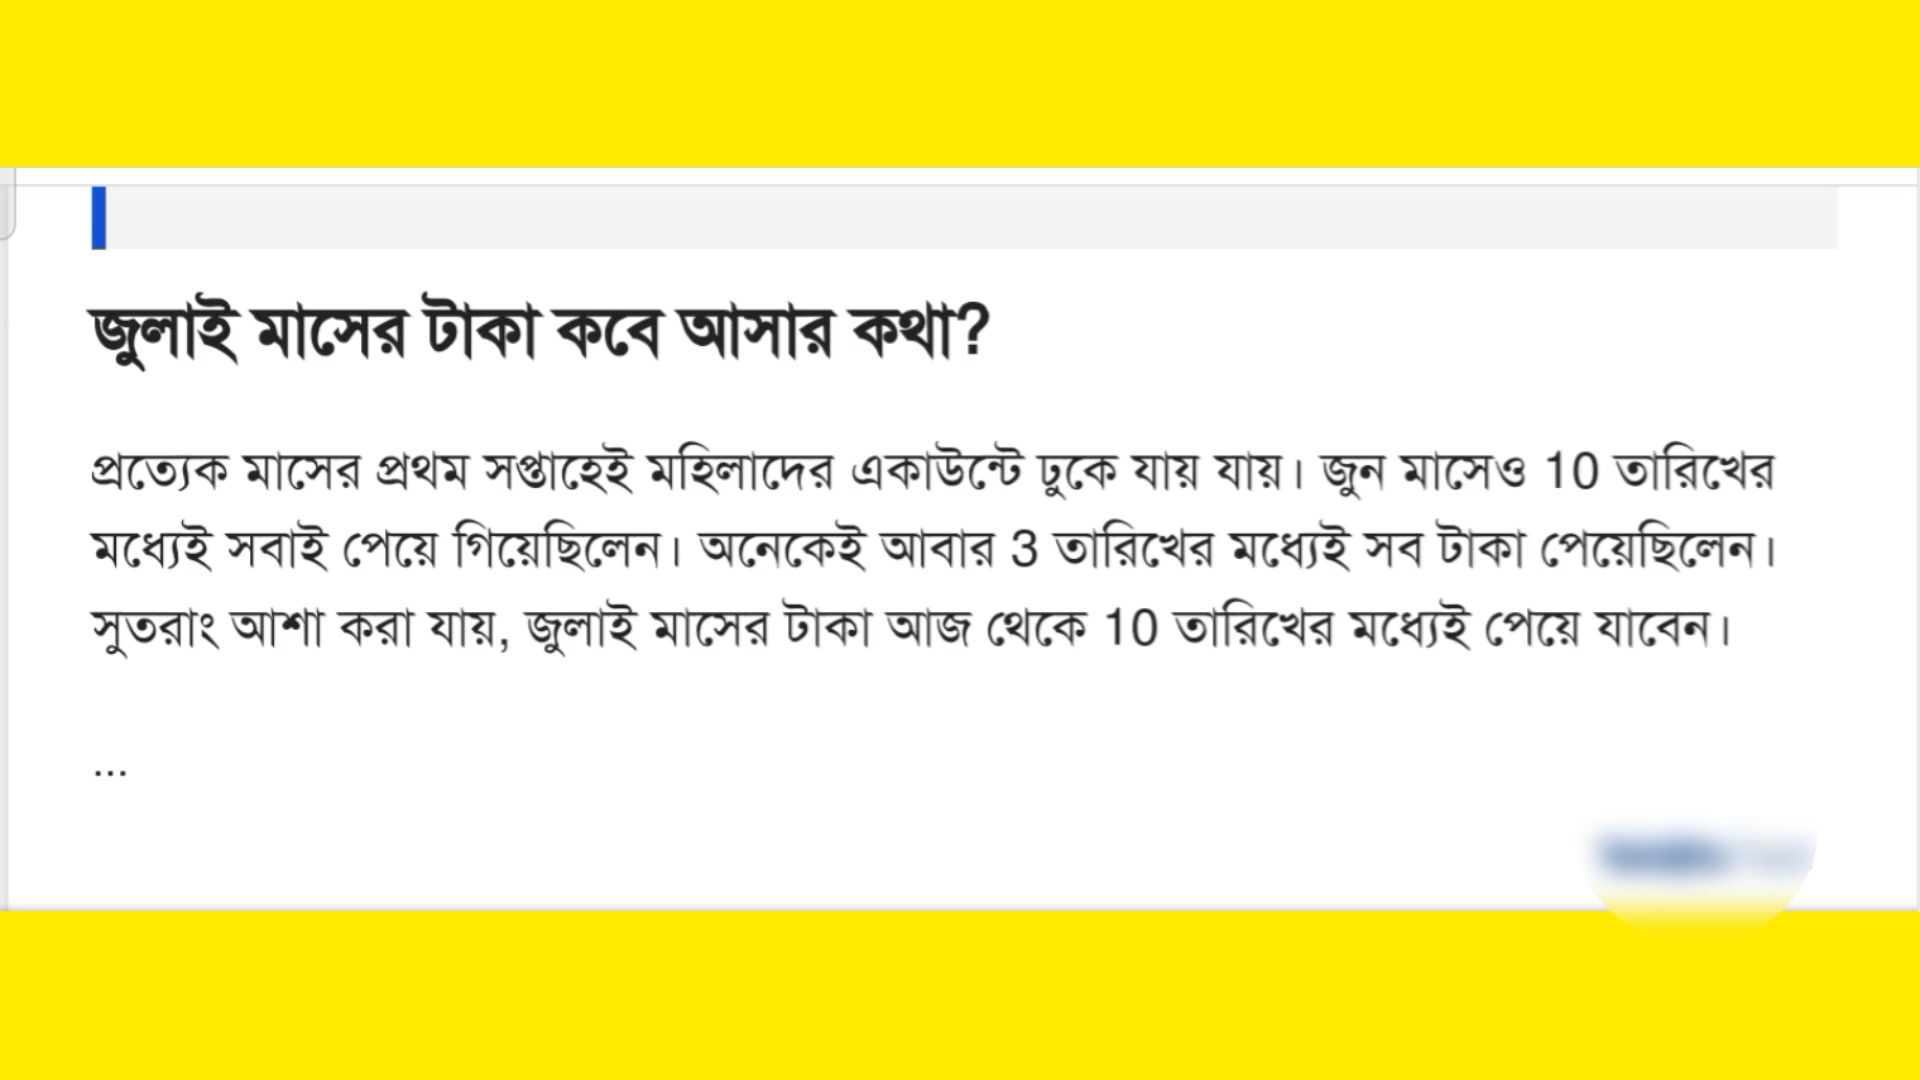 জুলাই মাসের টাকা কবে আসার কথা?
প্রত্যেক মাসের প্রথম সপ্তাহেই মহিলাদের একাউন্টে ঢুকে যায় যায়। জুন মাসেও 10 তারিখের
মধ্যেই সবাই পেয়ে গিয়েছিলেন। অনেকেই আবার 3 তারিখের মধ্যেই সব টাকা পেয়েছিলেন।
সুতরাং আশা করা যায়, জুলাই মাসের টাকা আজ থেকে 10 তারিখের মধ্যেই পেয়ে যাবেন।
...